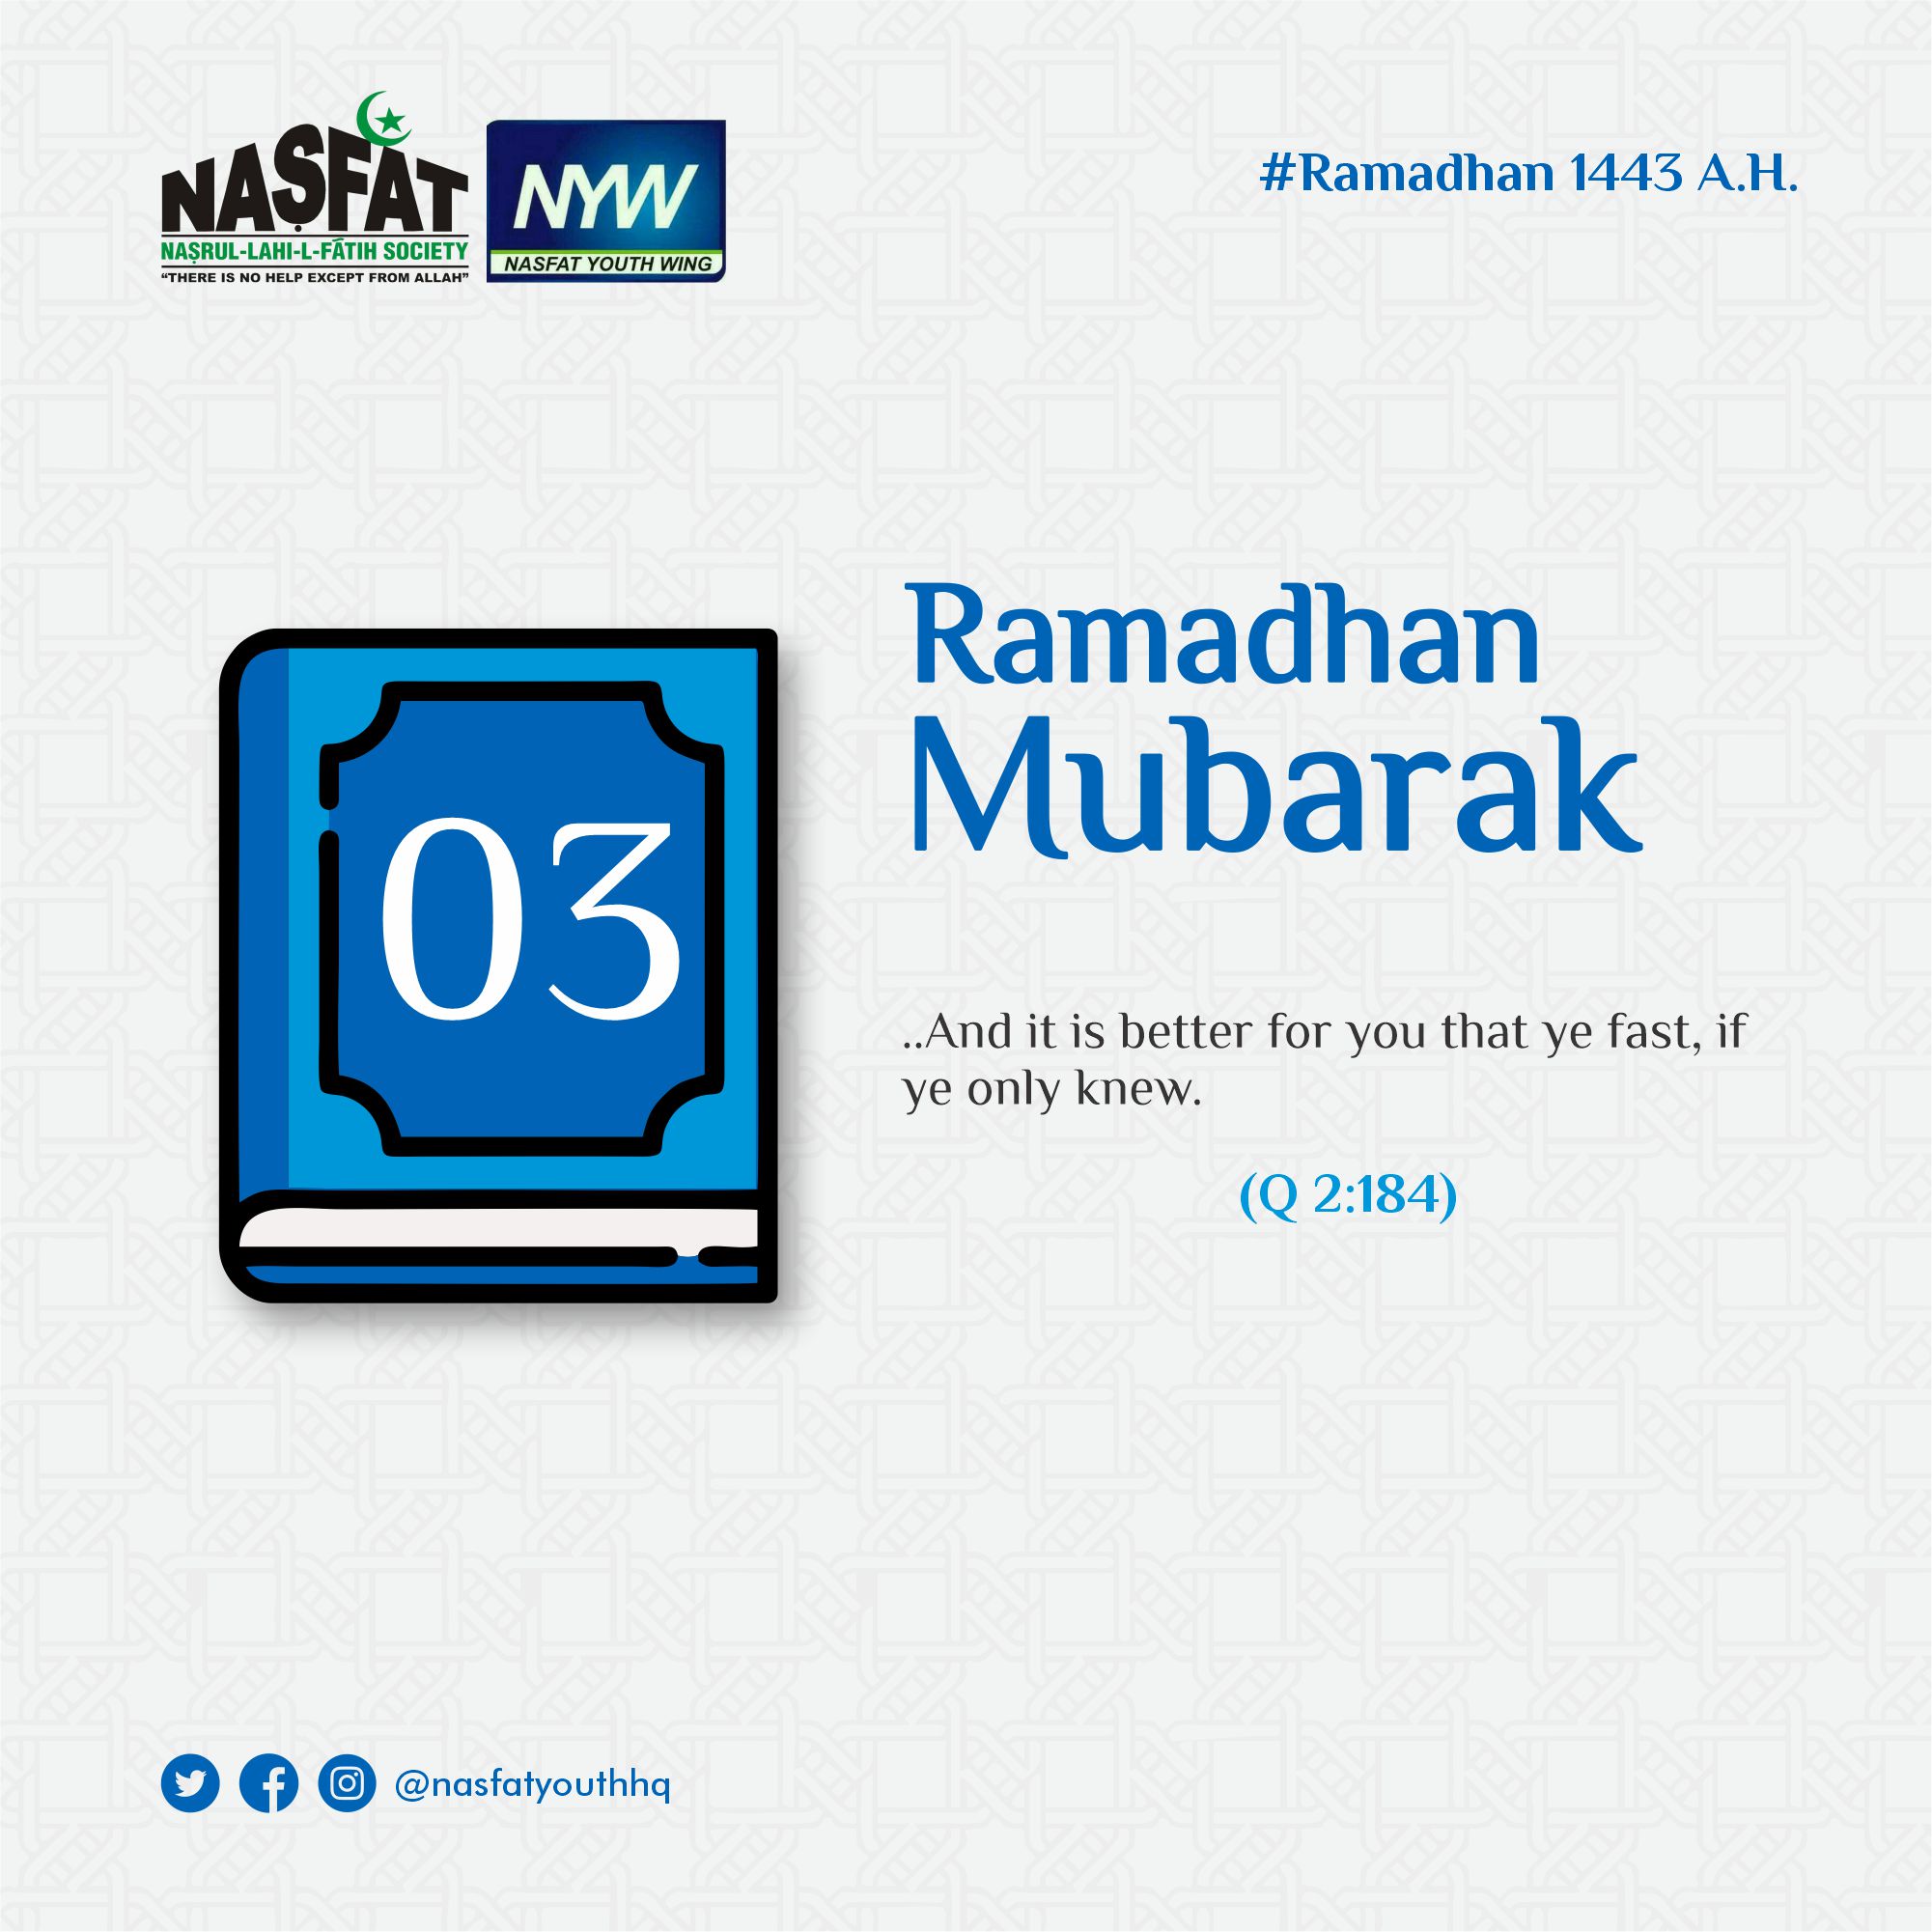 NAṢFAT
NAṢRUL-LAHI-L-FĀTIH SOCIETY
"THERE IS NO HELP EXCEPT FROM ALLAH"
NYW
NASFAT YOUTH WING
#Ramadhan 1443 A.H.
03
Ramadhan
Mubarak
..And it is better for you that ye fast, if
ye only knew.
(Q 2:184)
@nasfatyouthhq